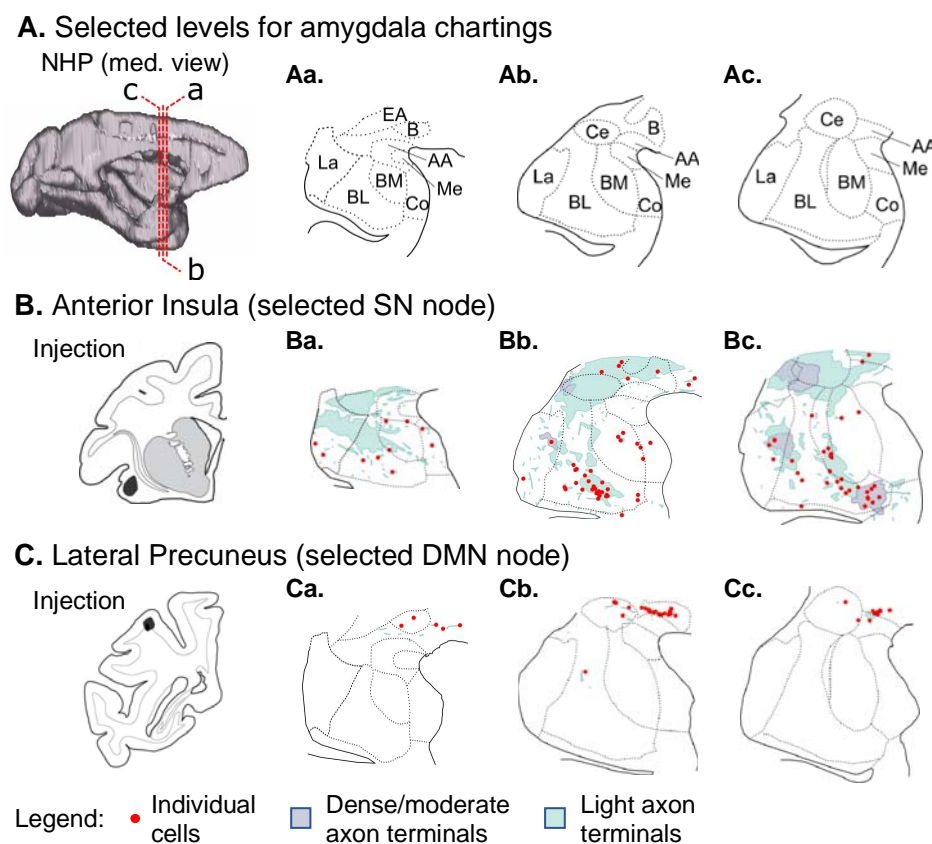 A. Selected levels for amygdala chartings
NHP (med. view)
c a
b
Aa.
EA
B
La
AA
BM
Me
BL
Co
Ab.
Ce
B
AA
La
BM
Me
BL
Co
Ac.
Ce
AA
Me
La
BM
BL
Co
B. Anterior Insula (selected SN node)
Injection
Ba.
Bb.
Bc.
C. Lateral Precuneus (selected DMN node)
Injection
Ca.
Cb.
Cc.
Legend:
Individual
cells
Dense/moderate
axon terminals
Light axon
terminals